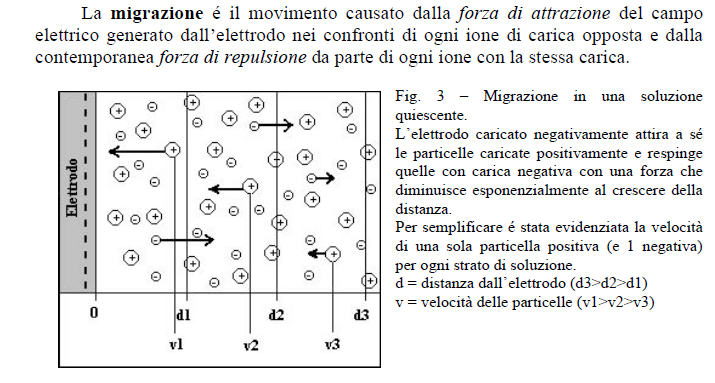 La migrazione é il movimento causato dalla forza di attrazione del campo
elettrico generato dall'elettrodo nei confronti di ogni ione di carica opposta e dalla
contemporanea forza di repulsione da parte di ogni ione con la stessa carica.
Elettrodo
0 d1 d2 d3
v1 v2 v3
Fig. 3 – Migrazione in una soluzione
quiescente.
L'elettrodo caricato negativamente attira a sé
le particelle caricate positivamente e respinge
quelle con carica negativa con una forza che
diminuisce esponenzialmente al crescere della
distanza.
Per semplificare é stata evidenziata la velocità
di una sola particella positiva (e 1 negativa)
per ogni strato di soluzione.
d = distanza dall'elettrodo (d3>d2>d1)
v = velocità delle particelle (v1>v2>v3)